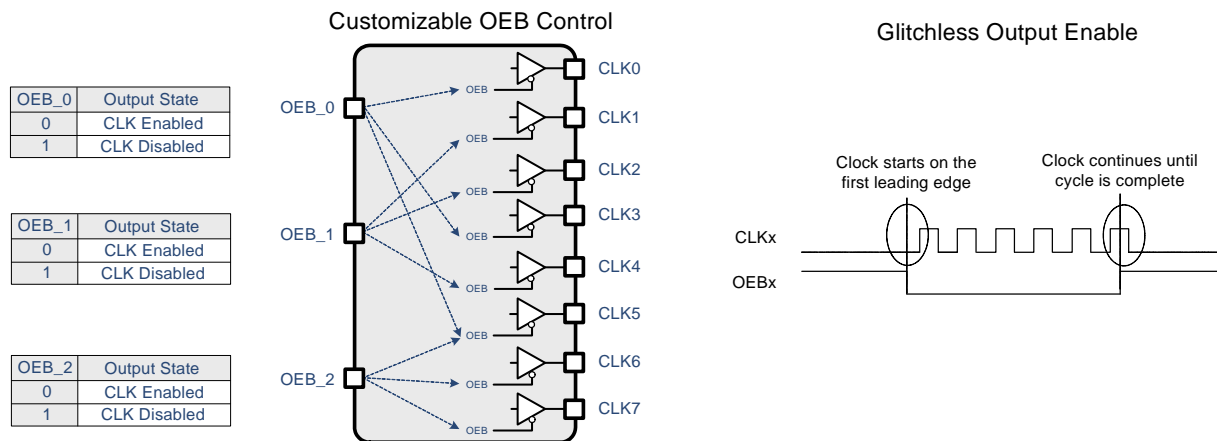 Customizable OEB Control
Glitchless Output Enable
OEB_0 Output State
0 CLK Enabled
1 CLK Disabled
OEB_1 Output State
0 CLK Enabled
1 CLK Disabled
OEB_2 Output State
0 CLK Enabled
1 CLK Disabled
OEB_0
OEB_1
OEB_2
OEB
OEB
OEB
OEB
OEB
OEB
OEB
OEB
CLK0
CLK1
CLK2
CLK3
CLK4
CLK5
CLK6
CLK7
Clock starts on the
first leading edge
Clock continues until
cycle is complete
CLKx
OEBx